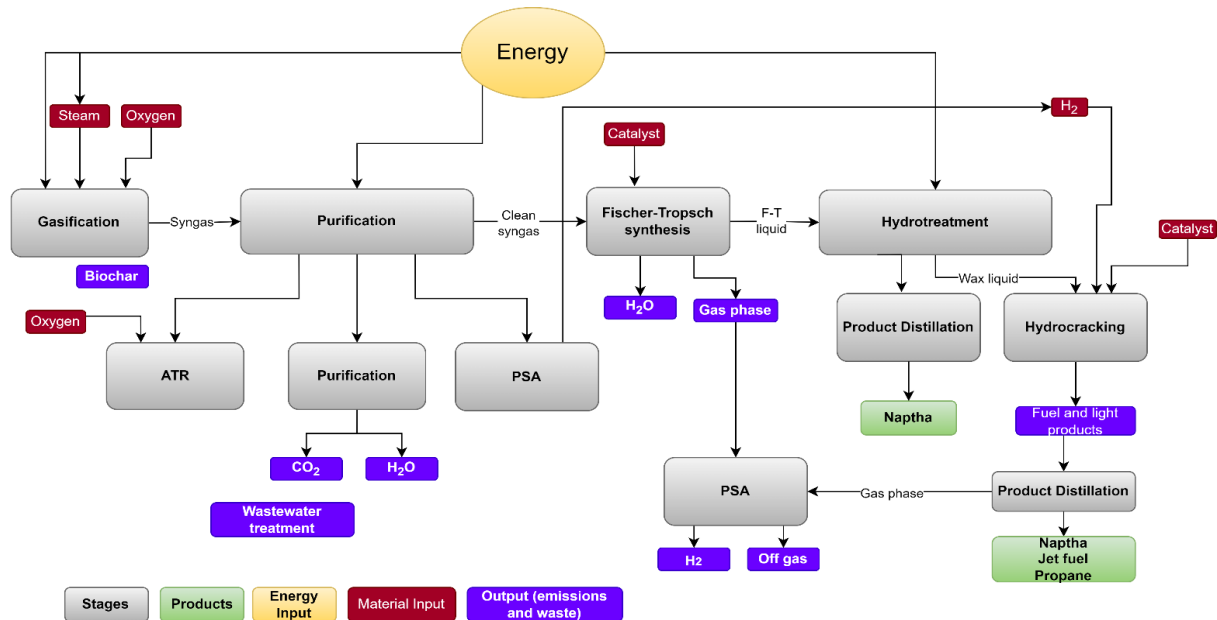 Energy
Steam
Oxygen
H₂
Catalyst
Gasification
Syngas
Purification
Clean
syngas
Fischer-Tropsch
synthesis
F-T
liquid
Hydrotreatment
Catalyst
Biochar
Wax liquid
H₂O
Gas phase
Oxygen
Product Distillation
Hydrocracking
ATR
Purification
PSA
Naptha
Fuel and light
products
CO₂
H₂O
PSA
Gas phase
Product Distillation
Wastewater
treatment
H₂
Off gas
Naptha
Jet fuel
Propane
Stages
Products
Energy
Input
Material Input
Output (emissions
and waste)